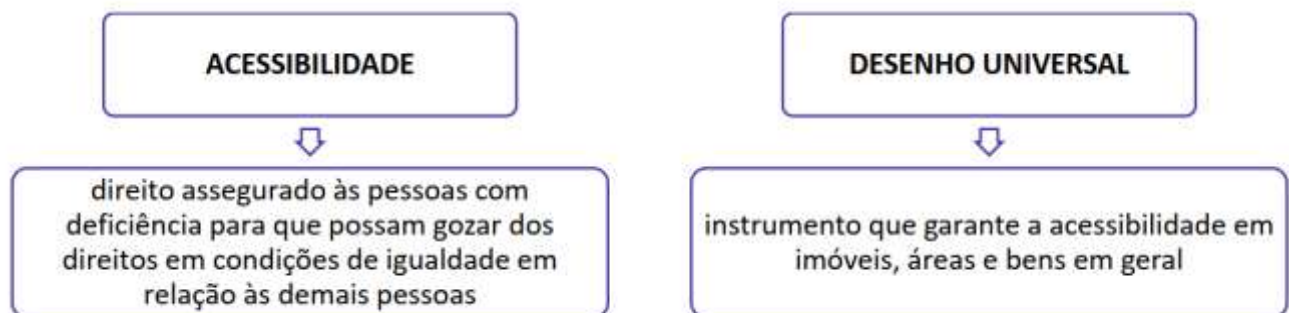 ACESSIBILIDADE
direito assegurado às pessoas com
deficiência para que possam gozar dos
direitos em condições de igualdade em
relação às demais pessoas
DESENHO UNIVERSAL
instrumento que garante a acessibilidade em
imóveis, áreas e bens em geral